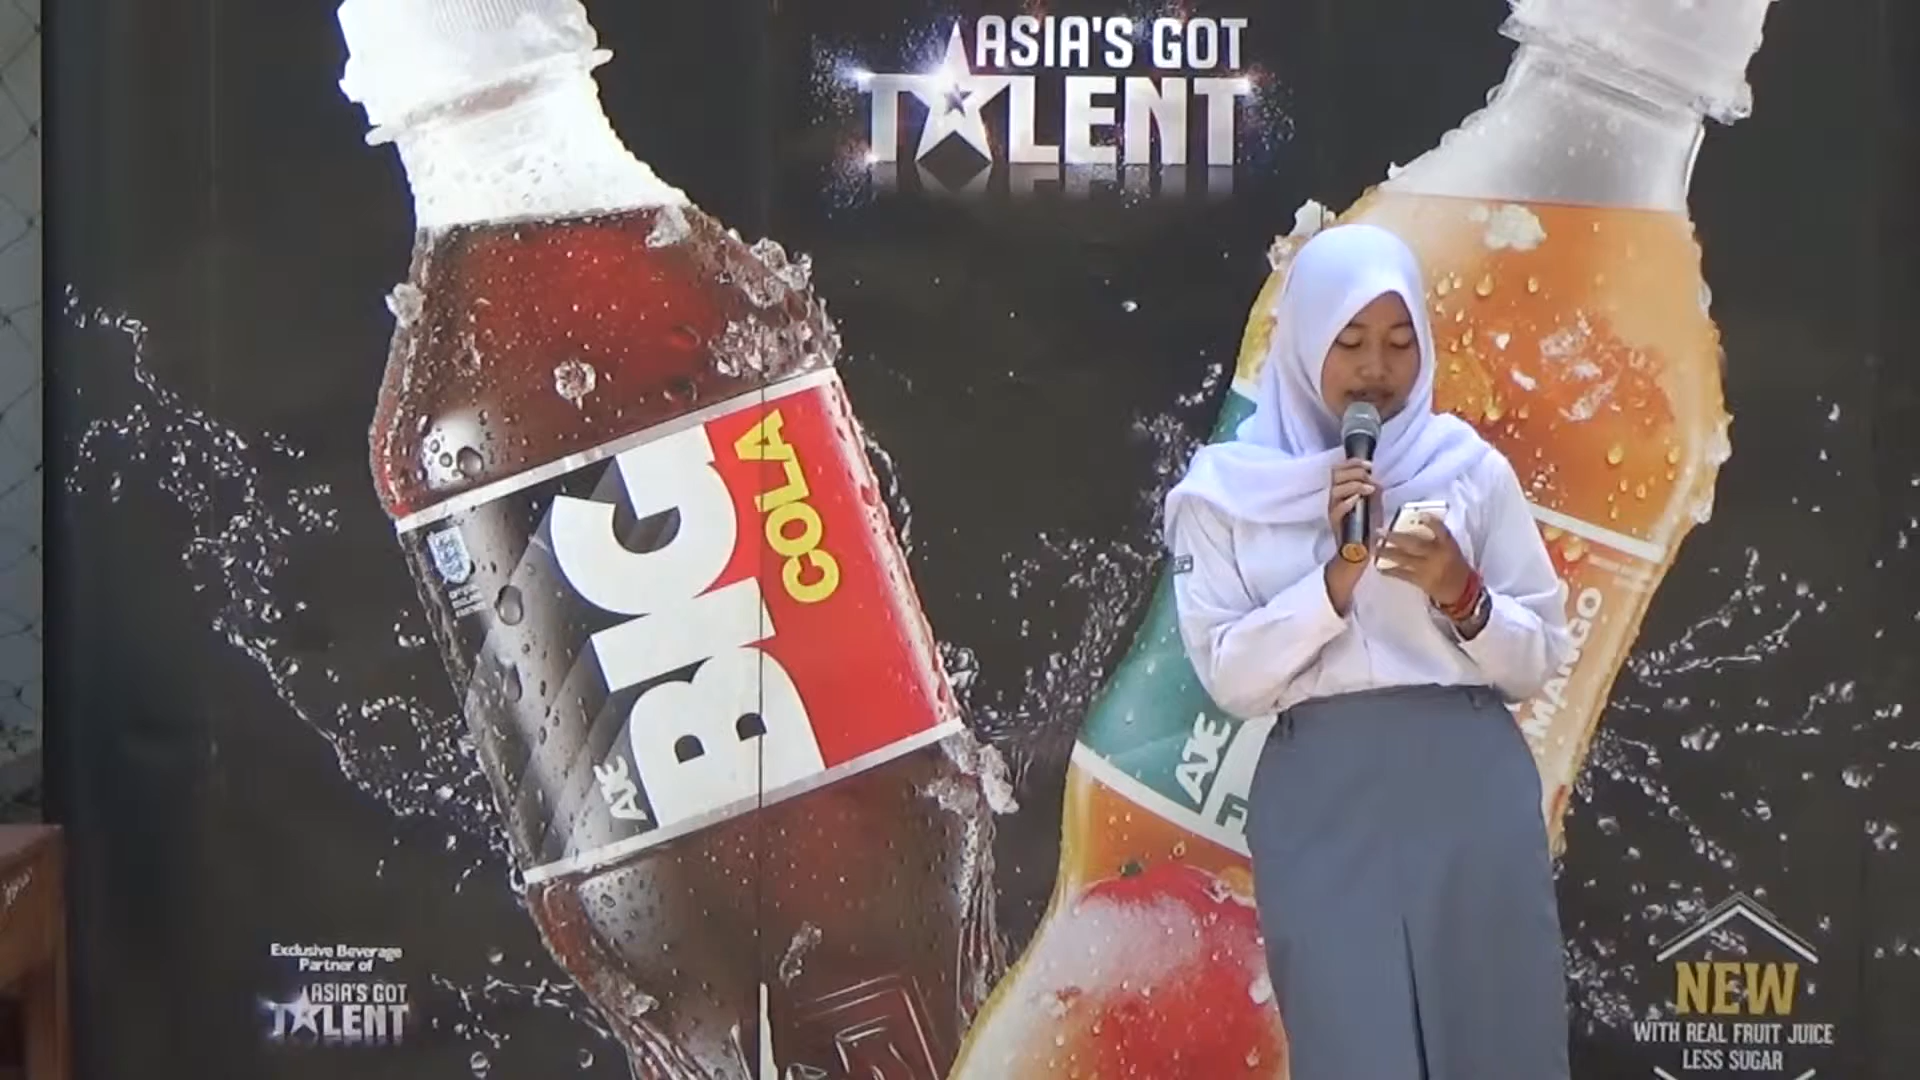 ASIA'S GOT
TALENT
AJE
BIG
COLA
AJE
MANGO
Exclusive Beverage
Partner of
ASIA'S GOT
TALENT
NEW
WITH REAL FRUIT JUICE
LESS SUGAR